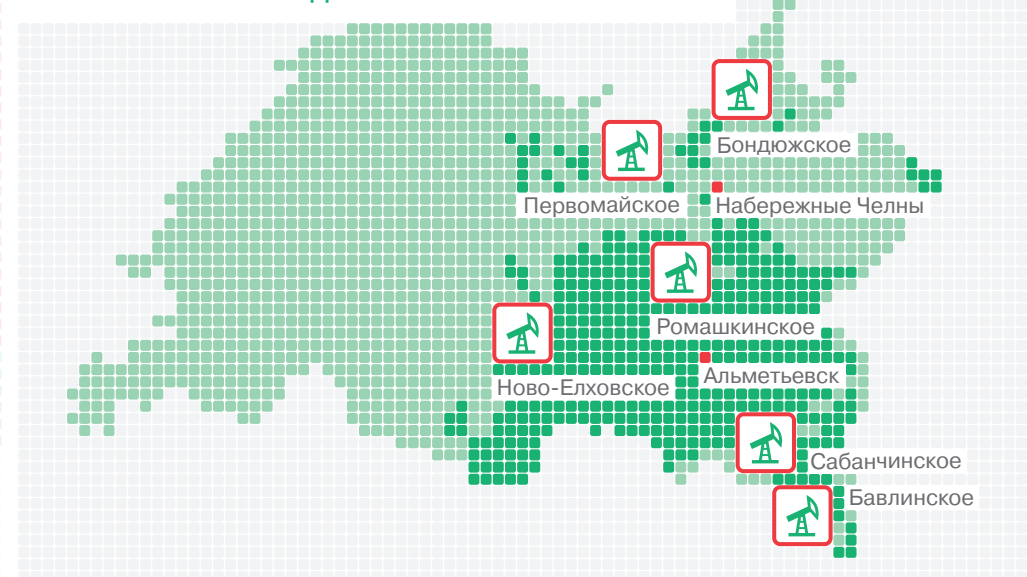 Бондюжское
Первомайское
Набережные Челны
Ромашкинское
Альметьевск
Ново-Елховское
Сабанчинское
Бавлинское